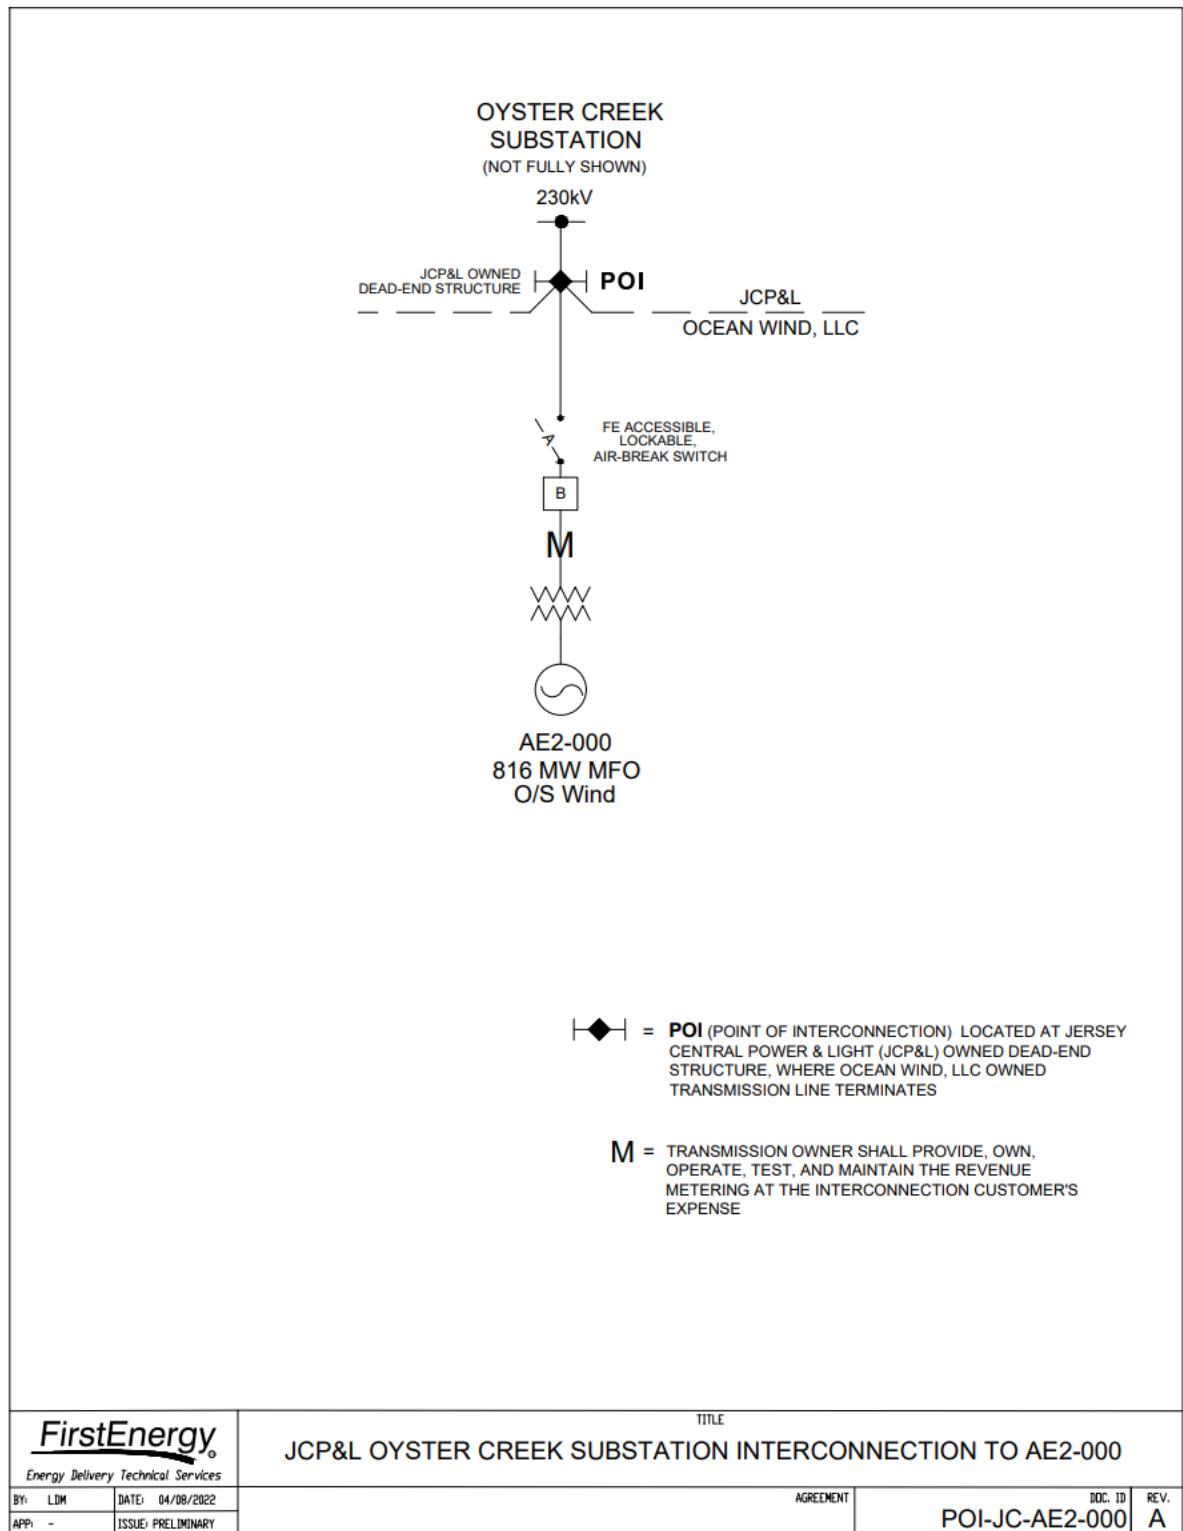 OYSTER CREEK
SUBSTATION
(NOT FULLY SHOWN)
230kV
JCP&L OWNED
DEAD-END STRUCTURE
POI
JCP&L
OCEAN WIND, LLC
A
FE ACCESSIBLE,
LOCKABLE,
AIR-BREAK SWITCH
B
M
AE2-000
816 MW MFO
O/S Wind
= POI (POINT OF INTERCONNECTION) LOCATED AT JERSEY
CENTRAL POWER & LIGHT (JCP&L) OWNED DEAD-END
STRUCTURE, WHERE OCEAN WIND, LLC OWNED
TRANSMISSION LINE TERMINATES
M = TRANSMISSION OWNER SHALL PROVIDE, OWN,
OPERATE, TEST, AND MAINTAIN THE REVENUE
METERING AT THE INTERCONNECTION CUSTOMER'S
EXPENSE
FirstEnergy
Energy Delivery Technical Services
TITLE
JCP&L OYSTER CREEK SUBSTATION INTERCONNECTION TO AE2-000
BY: LDM
DATE: 04/08/2022
APP: -
ISSUE: PRELIMINARY
AGREEMENT
DOC. ID
POI-JC-AE2-000
REV.
A